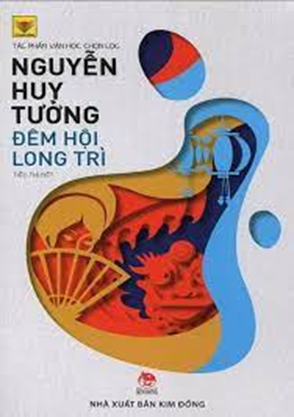 TÁC PHẨM VĂN HỌC CHỌN LỌC
NGUYỄN
HUY
TƯỞNG
ĐÊM HỘI
LONG TRÌ
TIỂU THUYẾT
NHÀ XUẤT BẢN KIM ĐỒNG